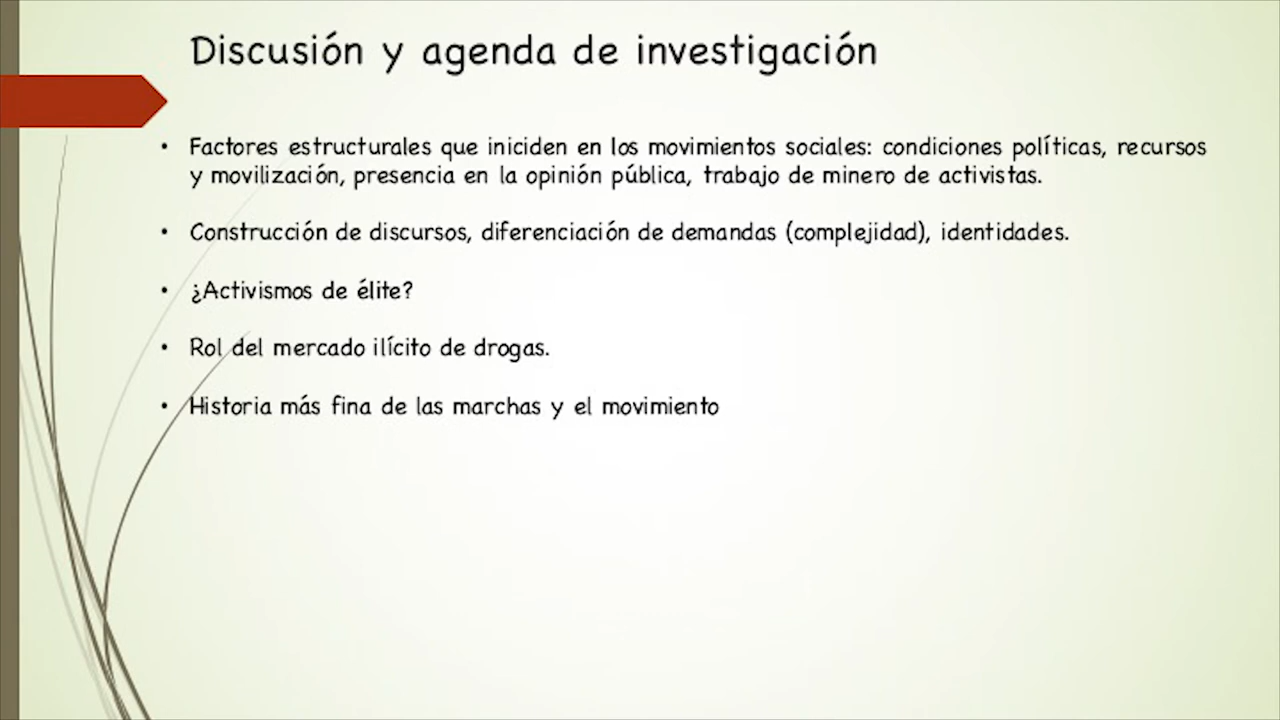 Discusión y agenda de investigación
• Factores estructurales que iniciden en los movimientos sociales: condiciones políticas, recursos
y movilización, presencia en la opinión pública, trabajo de minero de activistas.
• Construcción de discursos, diferenciación de demandas (complejidad), identidades.
• ¿Activismos de élite?
• Rol del mercado ilícito de drogas.
• Historia más fina de las marchas y el movimiento